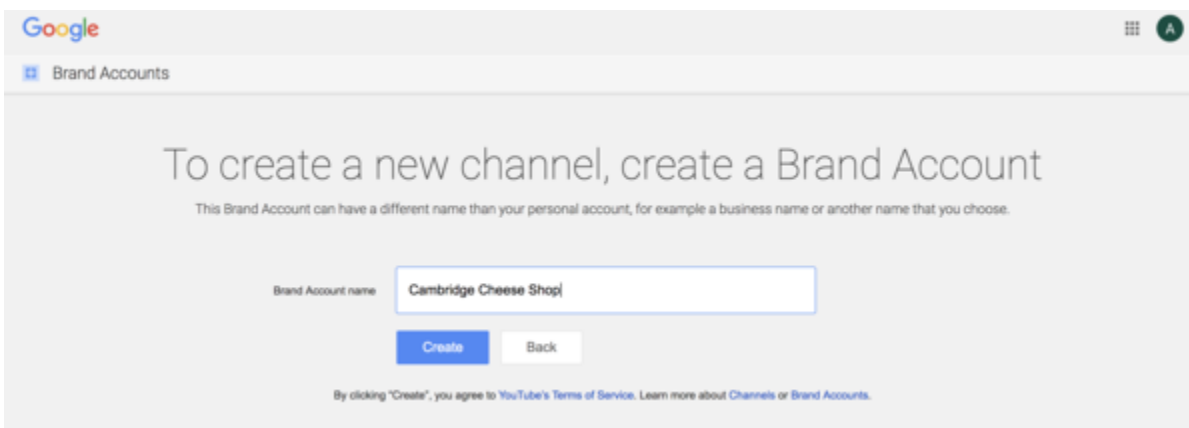 Google
A
Brand Accounts
To create a new channel, create a Brand Account
This Brand Account can have a different name than your personal account, for example a business name or another name that you choose.
Brand Account name Cambridge Cheese Shop
Create Back
By clicking "Create", you agree to YouTube's Terms of Service. Learn more about Channels or Brand Accounts.